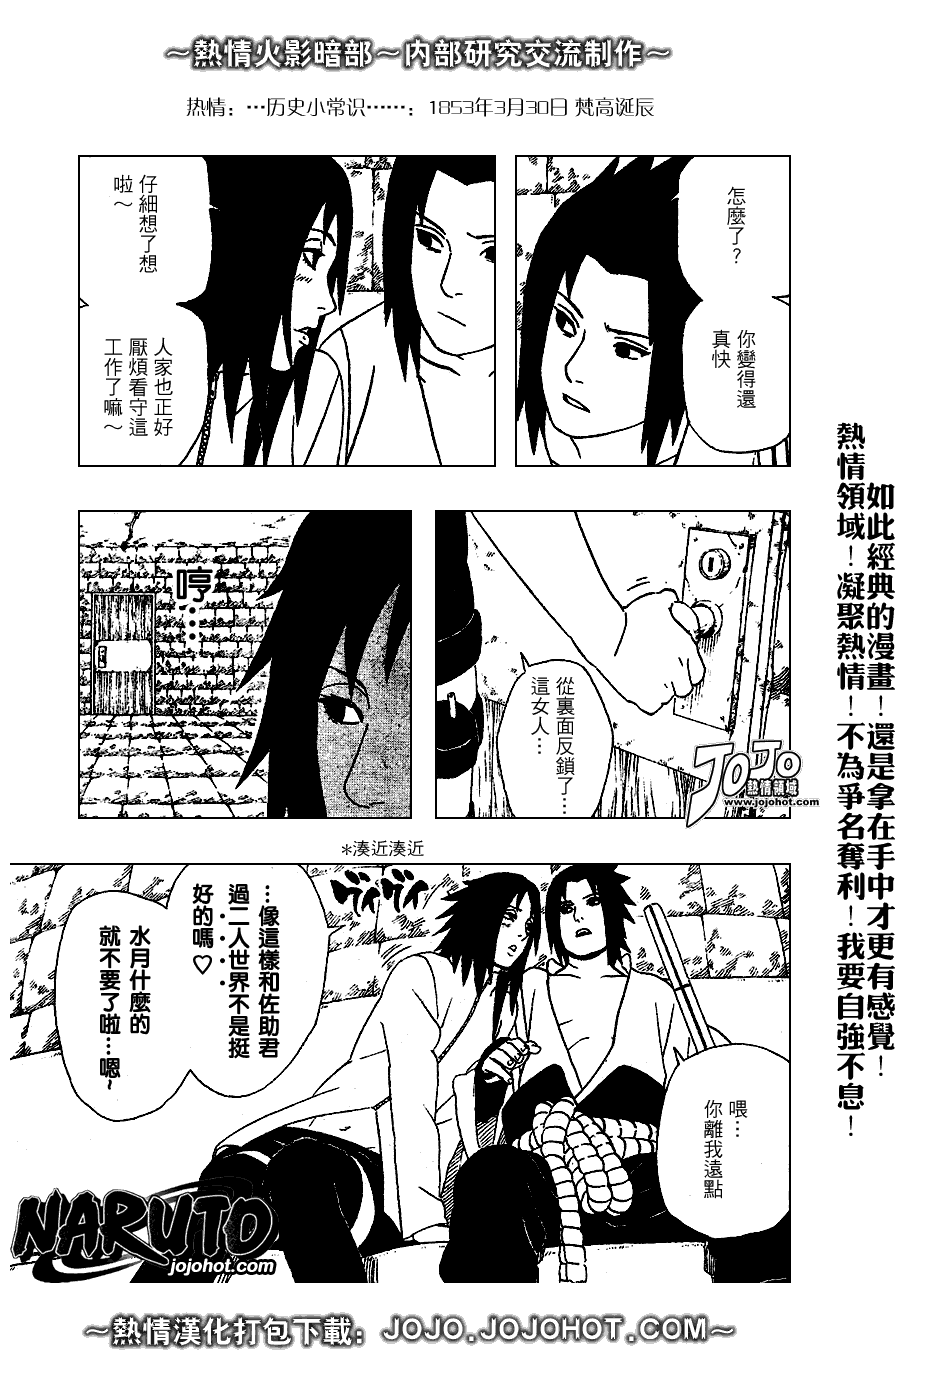 ～熱情火影暗部～内部研究交流制作～
热情：…历史小常识……：1853年3月30日 梵高诞辰
怎麼了？
你變得還
真快
仔細想了想
啦～
人家也正好
厭煩看守這
工作了嘛～
從裏面反鎖了…
這女人…
JOJO
熱情領域
www.jojohot.com
哼……
*湊近湊近
…像這樣和佐助君
過二人世界不是挺
好的嗎♡
水月什麼的
就不要了啦…嗯~
喂…
你離我遠點
如此經典的漫畫！還是拿在手中才更有感覺！
熱情領域！凝聚熱情！不為爭名奪利！我要自強不息！
NARUTO
jojohot.com
～熱情漢化打包下載：JOJO.JOJOHOT.COM～